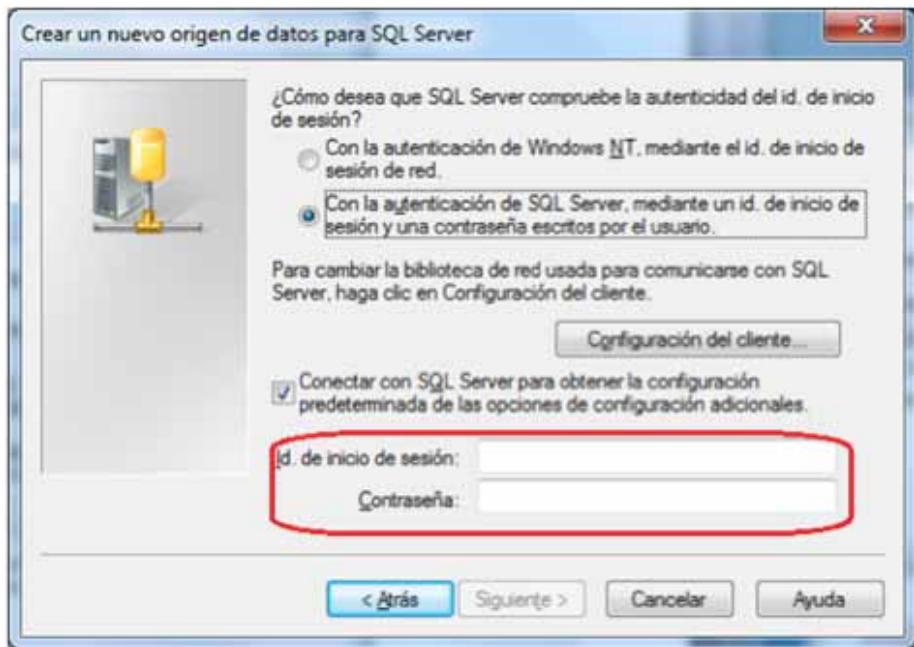 Crear un nuevo origen de datos para SQL Server
¿Cómo desea que SQL Server compruebe la autenticidad del id. de inicio
de sesión?
Con la autenticación de Windows NT, mediante el id. de inicio de
sesión de red.
Con la autenticación de SQL Server, mediante un id. de inicio de
sesión y una contraseña escritos por el usuario.
Para cambiar la biblioteca de red usada para comunicarse con SQL
Server, haga clic en Configuración del cliente.
Configuración del cliente...
Conectar con SQL Server para obtener la configuración
predeterminada de las opciones de configuración adicionales.
Id. de inicio de sesión:
Contraseña:
< Atrás Siguiente > Cancelar Ayuda